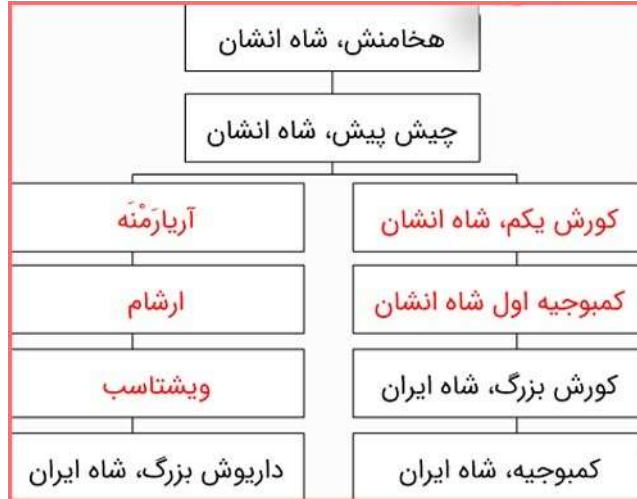 هخامنش، شاه انشان
چیش پیش، شاه انشان
کورش یکم، شاه انشان
آریارَمْنَه
کمبوجیه اول شاه انشان
ارشام
کورش بزرگ، شاه ایران
ویشتاسب
کمبوجیه، شاه ایران
داریوش بزرگ، شاه ایران